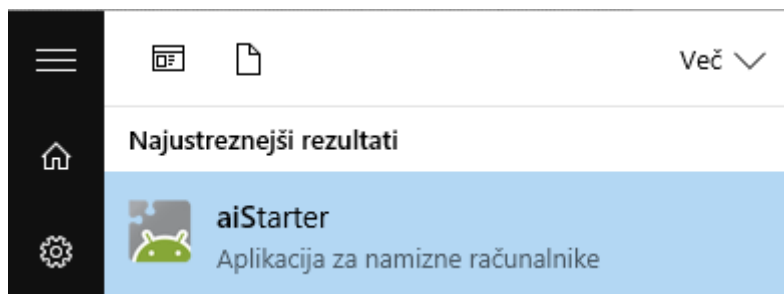 Več
Najustreznejši rezultati
aiStarter
Aplikacija za namizne računalnike